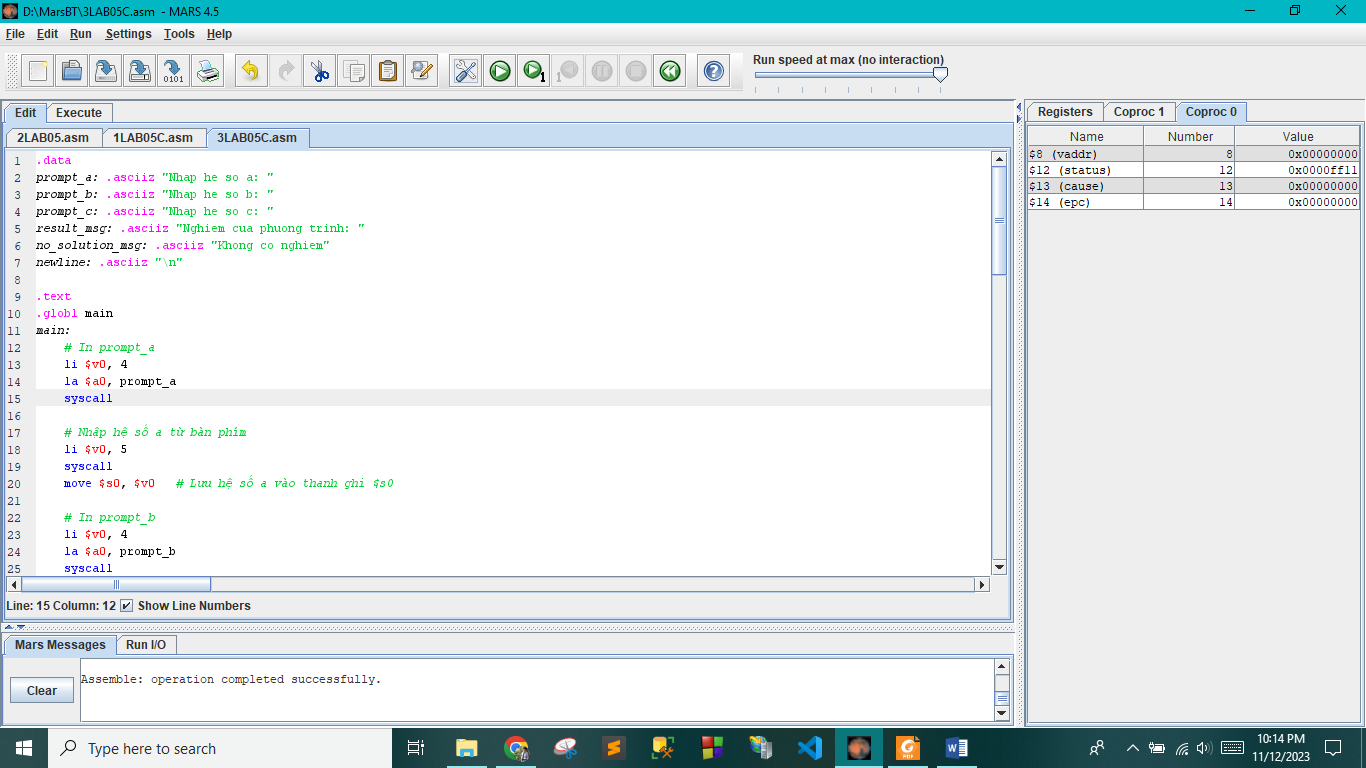 D:\MarsBT\3LAB05C.asm - MARS 4.5
File Edit Run Settings Tools Help
Run speed at max (no interaction)
0101
1
1
Edit Execute
2LAB05.asm 1LAB05C.asm 3LAB05C.asm
1 .data
2 prompt_a: .asciiz "Nhap he so a: "
3 prompt_b: .asciiz "Nhap he so b: "
4 prompt_c: .asciiz "Nhap he so c: "
5 result_msg: .asciiz "Nghiem cua phuong trinh: "
6 no_solution_msg: .asciiz "Khong co nghiem"
7 newline: .asciiz "\n"
8
9 .text
10 .globl main
11 main:
12 # In prompt_a
13 li $v0, 4
14 la $a0, prompt_a
15 syscall
16
17 # Nhập hệ số a từ bàn phím
18 li $v0, 5
19 syscall
20 move $s0, $v0 # Lưu hệ số a vào thanh ghi $s0
21
22 # In prompt_b
23 li $v0, 4
24 la $a0, prompt_b
25 syscall
Line: 15 Column: 12 Show Line Numbers
Mars Messages Run I/O
Clear
Assemble: operation completed successfully.
Registers Coproc 1 Coproc 0
Name Number Value
$8 (vaddr) 8 0x00000000
$12 (status) 12 0x0000ff11
$13 (cause) 13 0x00000000
$14 (epc) 14 0x00000000
Type here to search
10:14 PM
11/12/2023